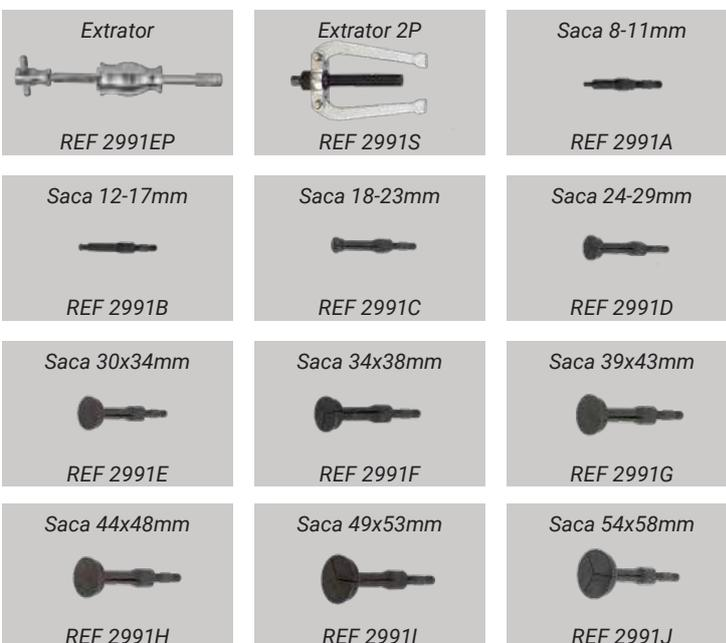 Extrator
REF 2991EP
Extrator 2P
REF 2991S
Saca 8-11mm
REF 2991A
Saca 12-17mm
REF 2991B
Saca 18-23mm
REF 2991C
Saca 24-29mm
REF 2991D
Saca 30x34mm
REF 2991E
Saca 34x38mm
REF 2991F
Saca 39x43mm
REF 2991G
Saca 44x48mm
REF 2991H
Saca 49x53mm
REF 2991I
Saca 54x58mm
REF 2991J